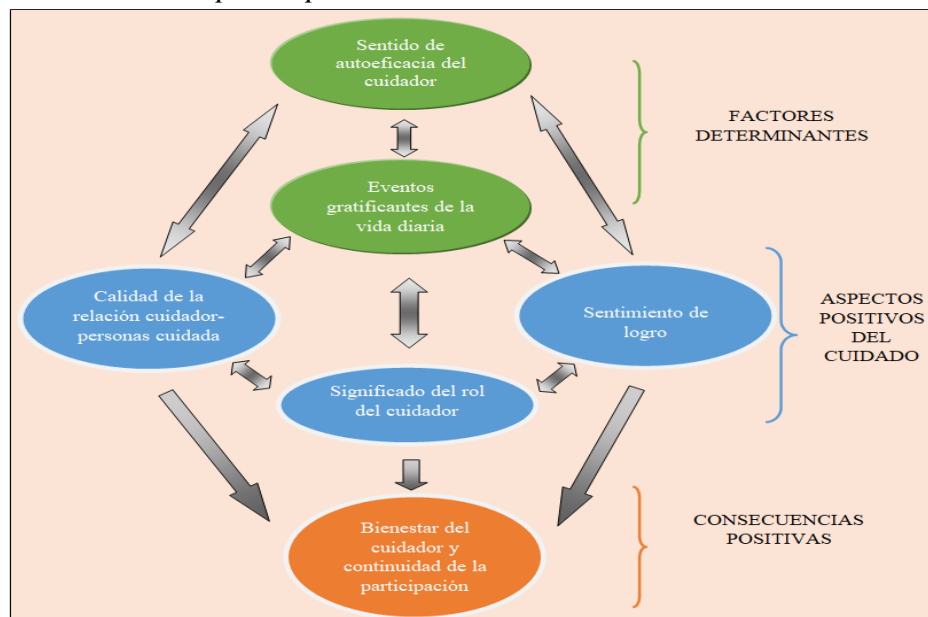 Sentido de
autoeficacia del
cuidador
FACTORES
DETERMINANTES
Eventos
gratificantes de la
vida diaria
Calidad de la
relación cuidador-
personas cuidada
Sentimiento de
logro
ASPECTOS
POSITIVOS
DEL
CUIDADO
Significado del rol
del cuidador
Bienestar del
cuidador y
continuidad de la
participación
CONSECUENCIAS
POSITIVAS